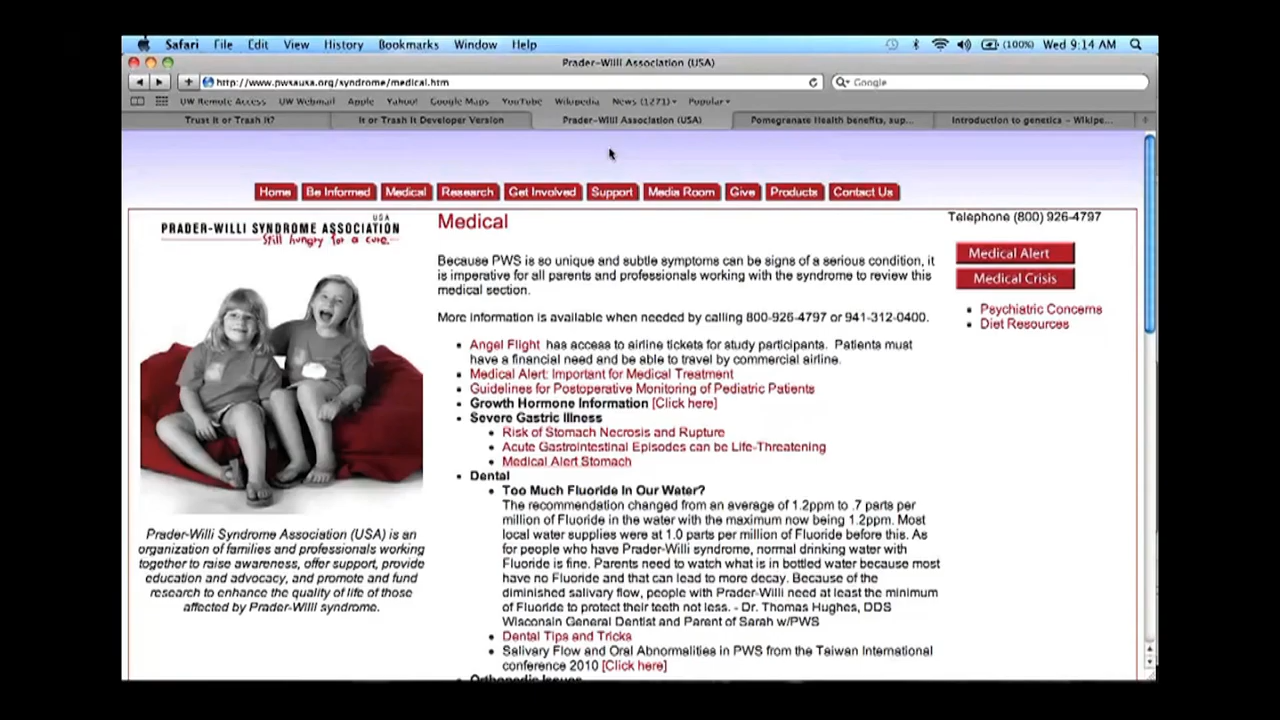 Safari File Edit View History Bookmarks Window Help (100%) Wed 9:14 AM
Prader-Willi Association (USA)
http://www.pwsausa.org/syndrome/medical.htm Google
UW Remote Access UW Webmail Apple Yahoo! Google Maps YouTube Wikipedia News (1271) Popular
Trust It or Trash It? It or Trash It Developer Version Prader-Willi Association (USA) Pomegranate Health benefits, sup... Introduction to genetics - Wikipe...
Home Be Informed Medical Research Get Involved Support Media Room Give Products Contact Us
USA
PRADER-WILLI SYNDROME ASSOCIATION
Still hungry for a cure.
Prader-Willi Syndrome Association (USA) is an
organization of families and professionals working
together to raise awareness, offer support, provide
education and advocacy, and promote and fund
research to enhance the quality of life of those
affected by Prader-Willi syndrome.
Medical
Because PWS is so unique and subtle symptoms can be signs of a serious condition, it
is imperative for all parents and professionals working with the syndrome to review this
medical section.
More information is available when needed by calling 800-926-4797 or 941-312-0400.
Angel Flight has access to airline tickets for study participants. Patients must
have a financial need and be able to travel by commercial airline.
Medical Alert: Important for Medical Treatment
Guidelines for Postoperative Monitoring of Pediatric Patients
Growth Hormone Information [Click here]
Severe Gastric Illness
Risk of Stomach Necrosis and Rupture
Acute Gastrointestinal Episodes can be Life-Threatening
Medical Alert Stomach
Dental
Too Much Fluoride In Our Water?
The recommendation changed from an average of 1.2ppm to .7 parts per
million of Fluoride in the water with the maximum now being 1.2ppm. Most
local water supplies were at 1.0 parts per million of Fluoride before this. As
for people who have Prader-Willi syndrome, normal drinking water with
Fluoride is fine. Parents need to watch what is in bottled water because most
have no Fluoride and that can lead to more decay. Because of the
diminished salivary flow, people with Prader-Willi need at least the minimum
of Fluoride to protect their teeth not less. - Dr. Thomas Hughes, DDS
Wisconsin General Dentist and Parent of Sarah w/PWS
Dental Tips and Tricks
Salivary Flow and Oral Abnormalities in PWS from the Taiwan International
conference 2010 [Click here]
Orthopedic Issues
Telephone (800) 926-4797
Medical Alert
Medical Crisis
Psychiatric Concerns
Diet Resources